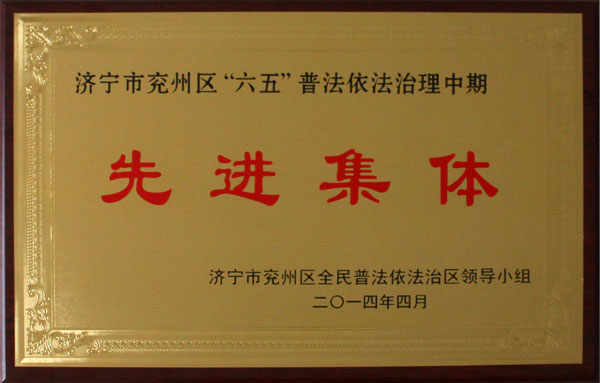 济宁市兖州区“六五”普法依法治理中期
先进集体
济宁市兖州区全民普法依法治区领导小组
二〇一四年四月